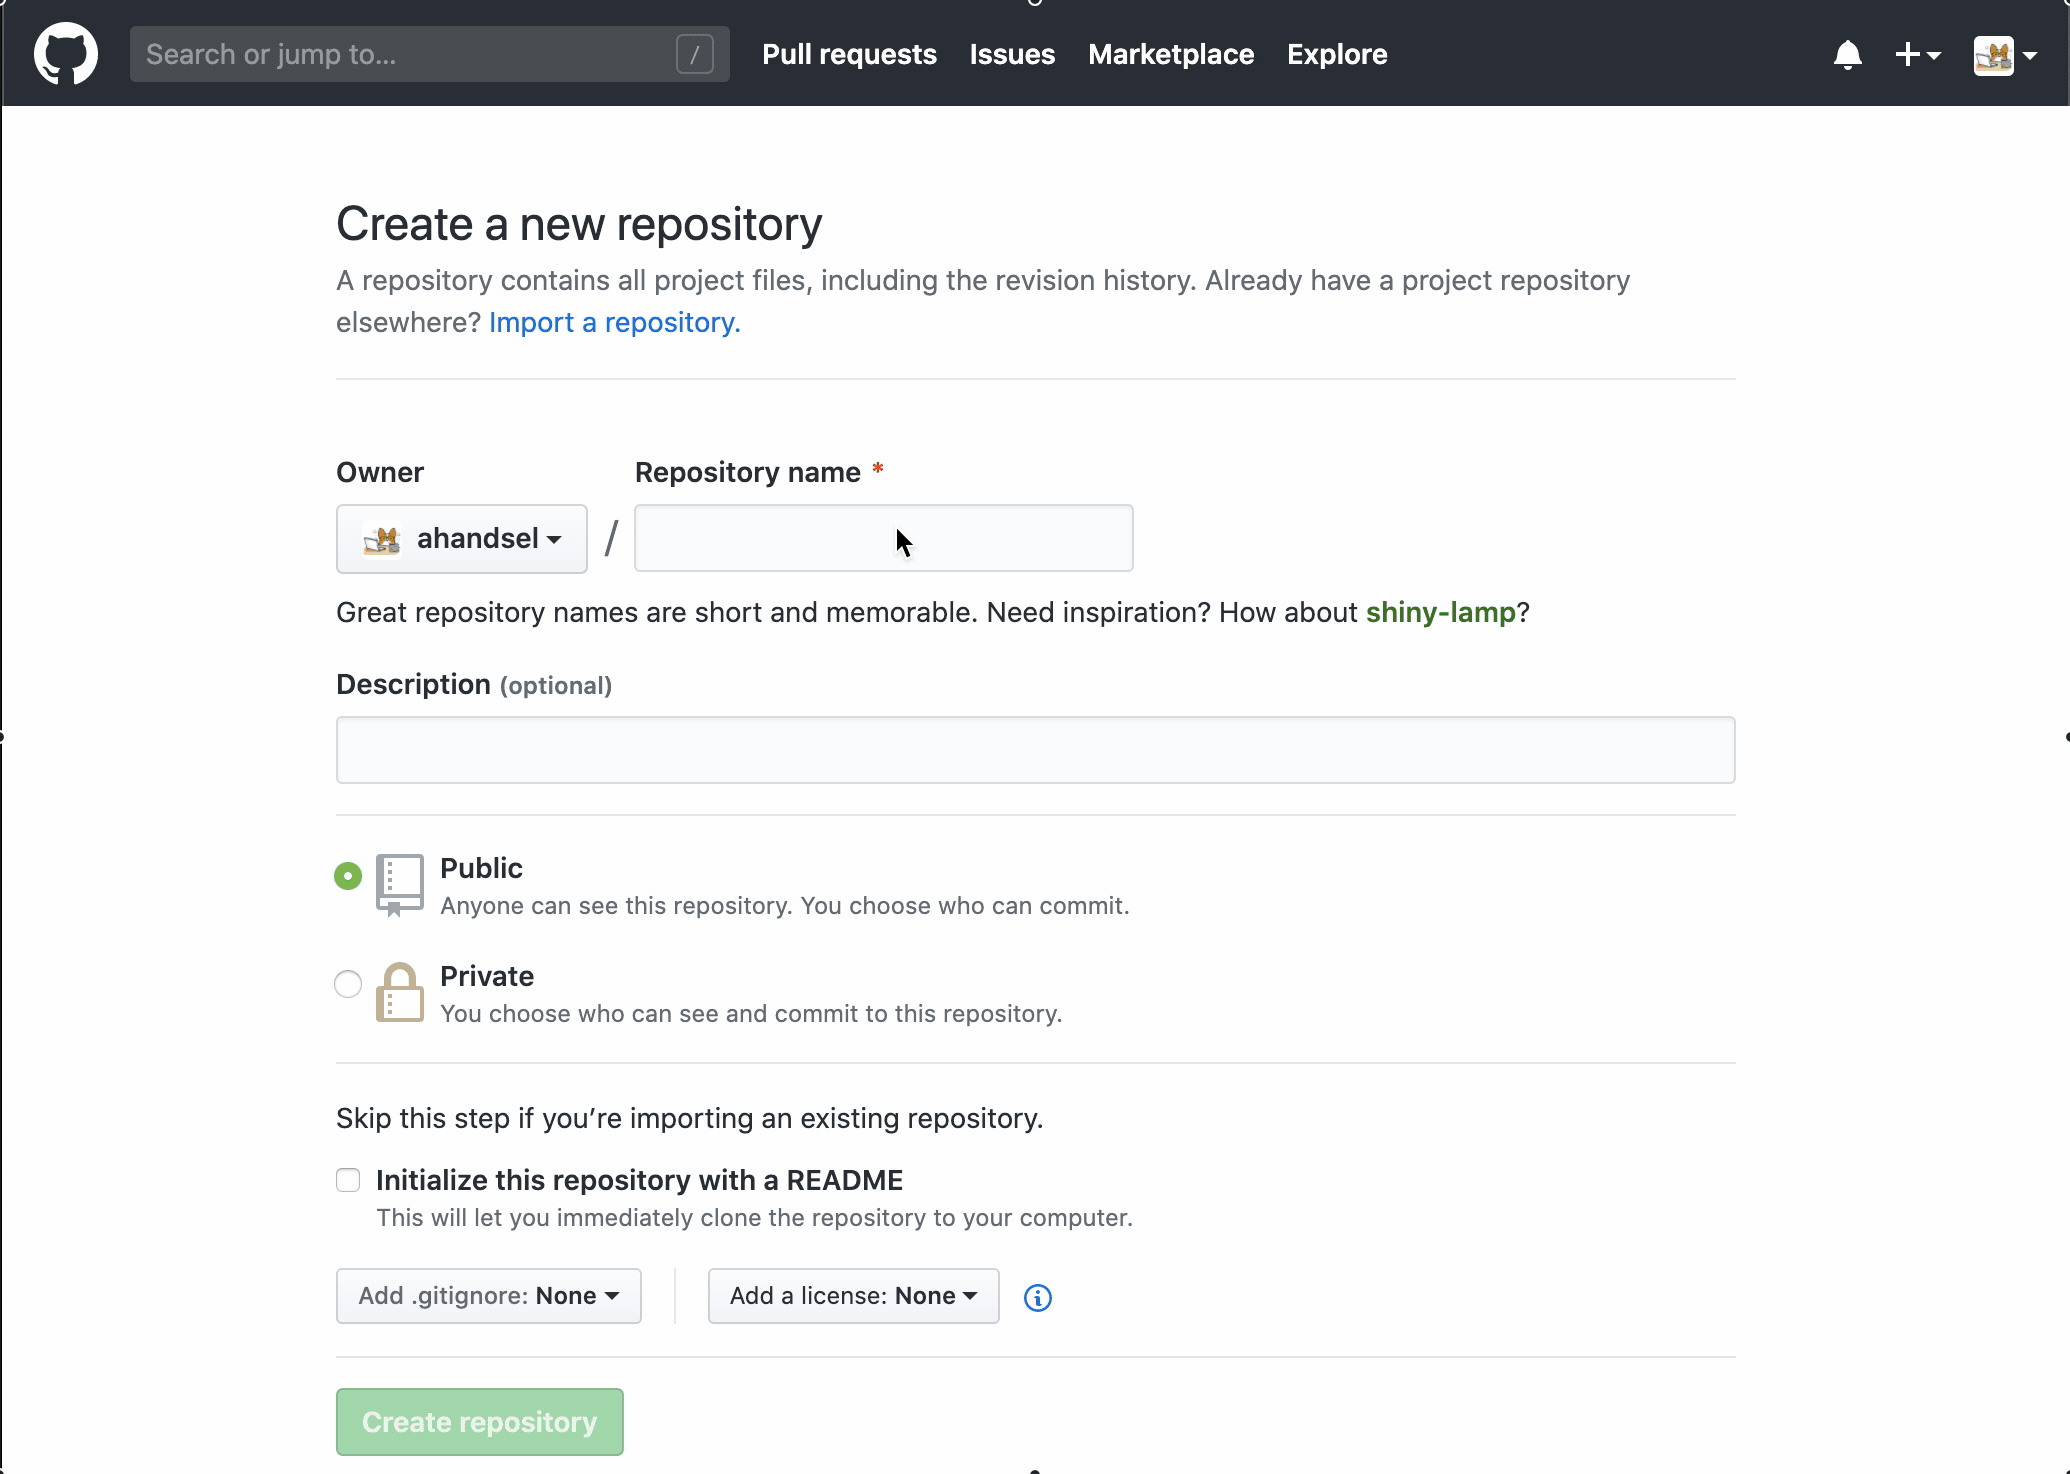 Search or jump to... /
Pull requests Issues Marketplace Explore
Create a new repository
A repository contains all project files, including the revision history. Already have a project repository
elsewhere? Import a repository.
Owner Repository name *
ahandsel /
Great repository names are short and memorable. Need inspiration? How about shiny-lamp?
Description (optional)
Public
Anyone can see this repository. You choose who can commit.
Private
You choose who can see and commit to this repository.
Skip this step if you’re importing an existing repository.
Initialize this repository with a README
This will let you immediately clone the repository to your computer.
Add .gitignore: None Add a license: None
Create repository